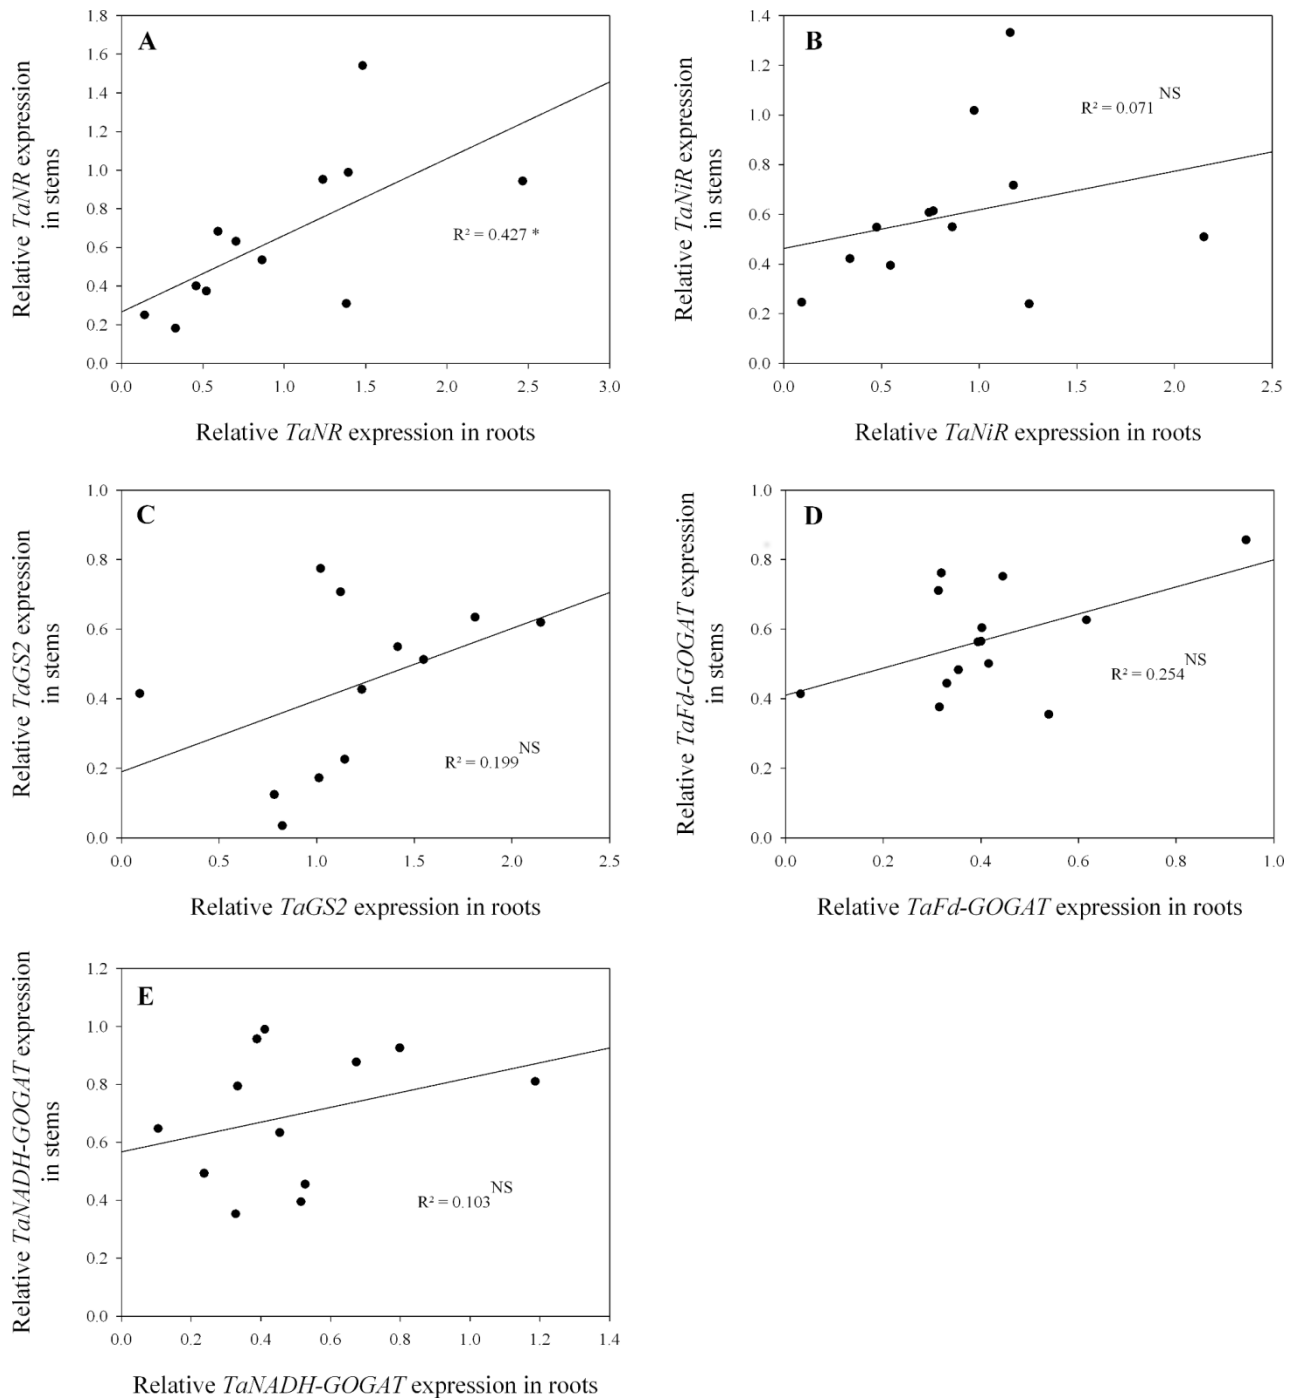 A
Relative TaNR expression
in stems
1.8
1.6
1.4
1.2
1.0
0.8
0.6
0.4
0.2
0.0
R² = 0.427 *
0.0 0.5 1.0 1.5 2.0 2.5 3.0
Relative TaNR expression in roots
B
Relative TaNiR expression
in stems
1.4
1.2
1.0
0.8
0.6
0.4
0.2
0.0
R² = 0.071 NS
0.0 0.5 1.0 1.5 2.0 2.5
Relative TaNiR expression in roots
C
Relative TaGS2 expression
in stems
1.0
0.8
0.6
0.4
0.2
0.0
R² = 0.199 NS
0.0 0.5 1.0 1.5 2.0 2.5
Relative TaGS2 expression in roots
D
Relative TaFd-GOGAT expression
in stems
1.0
0.8
0.6
0.4
0.2
0.0
R² = 0.254 NS
0.0 0.2 0.4 0.6 0.8 1.0
Relative TaFd-GOGAT expression in roots
E
Relative TaNADH-GOGAT expression
in stems
1.2
1.0
0.8
0.6
0.4
0.2
0.0
R² = 0.103 NS
0.0 0.2 0.4 0.6 0.8 1.0 1.2 1.4
Relative TaNADH-GOGAT expression in roots